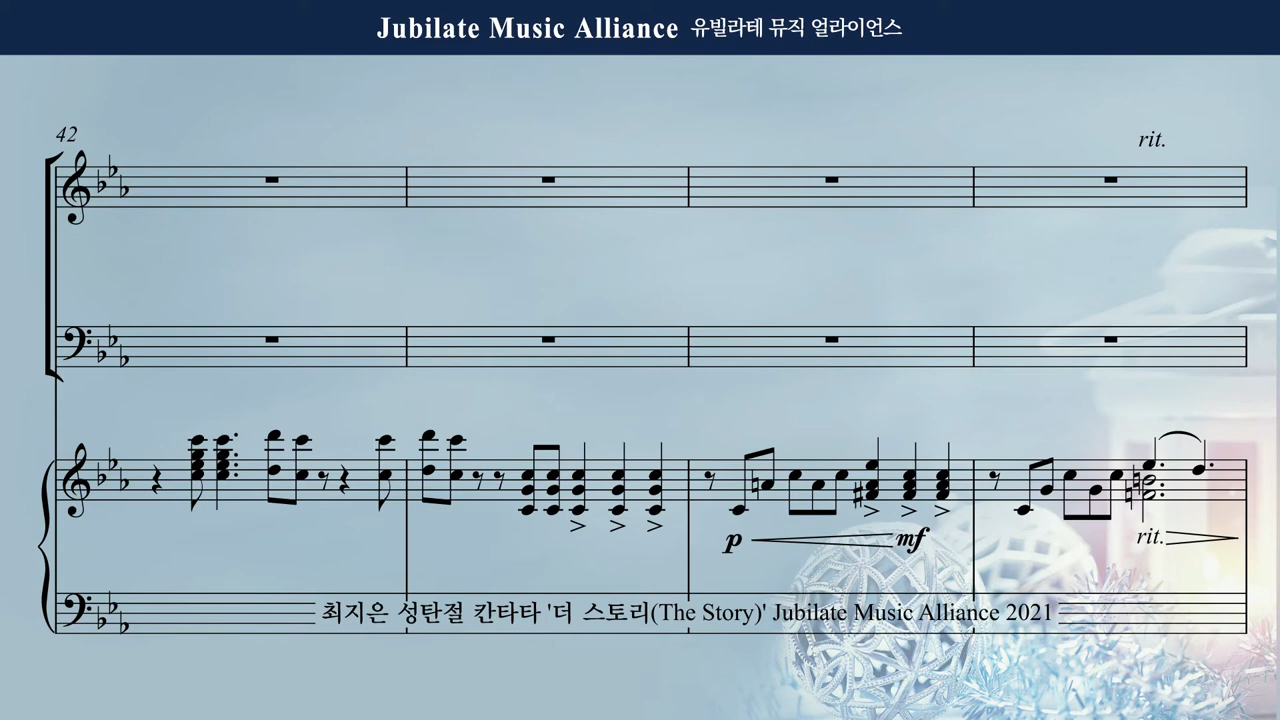 Jubilate Music Alliance 유빌라테 뮤직 얼라이언스
42
rit.
p mf
rit.
최지은 성탄절 칸타타 '더 스토리(The Story)' Jubilate Music Alliance 2021